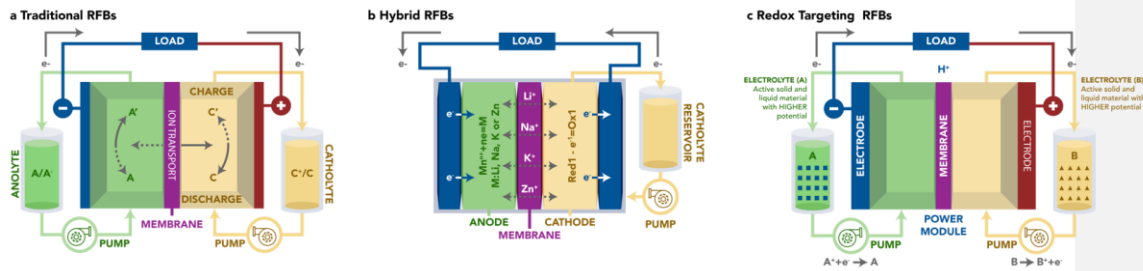 a Traditional RFBs
LOAD
e-
e-
CHARGE
A'
C'
ION TRANSPORT
A
C
DISCHARGE
ANOLYTE
A/A
CATHOLYTE
C⁺/C
MEMBRANE
PUMP
PUMP
b Hybrid RFBs
LOAD
e-
e-
Li⁺
Na⁺
K⁺
Zn⁺
e-
e-
e-
e-
Mnⁿ⁺+ne=M
M:Li, Na, K or Zn
Red1 - e⁻¹=Ox1
CATHOLYTE
RESERVOIR
PUMP
ANODE
CATHODE
MEMBRANE
c Redox Targeting RFBs
LOAD
e-
e-
H⁺
ELECTROLYTE (A)
Active solid and
liquid material
with HIGHER
potential
ELECTROLYTE (B)
Active solid and
liquid material with
HIGHER potential
A
B
ELECTRODE
MEMBRANE
ELECTRODE
PUMP
POWER
MODULE
PUMP
A⁺+e⁻ → A
B → B⁺+e⁻